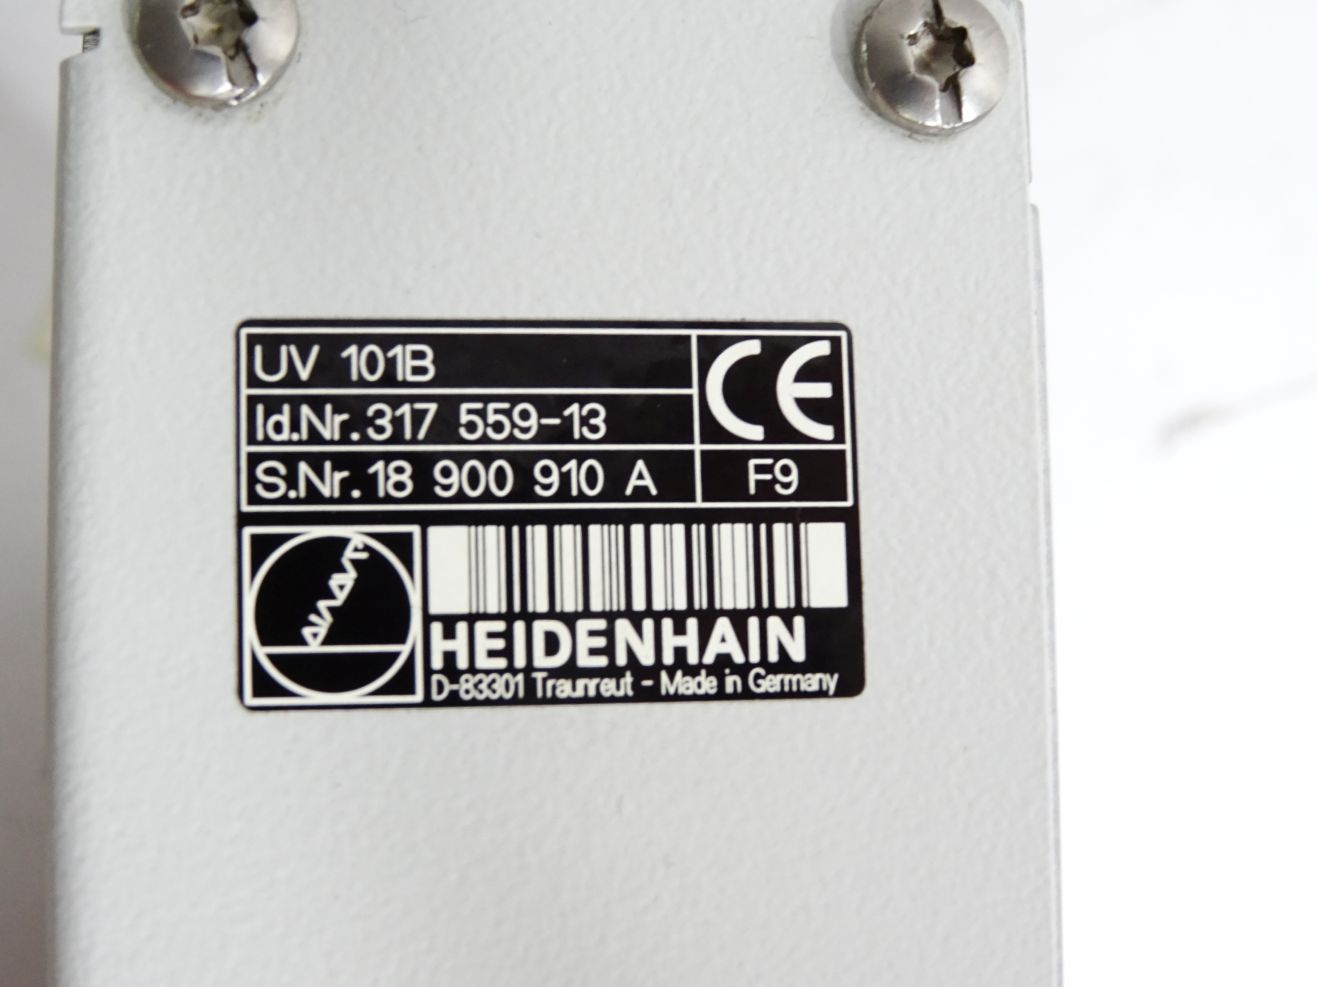 UV 101B
CE
Id.Nr.317 559-13
S.Nr.18 900 910 A
F9
HEIDENHAIN
D-83301 Traunreut - Made in Germany